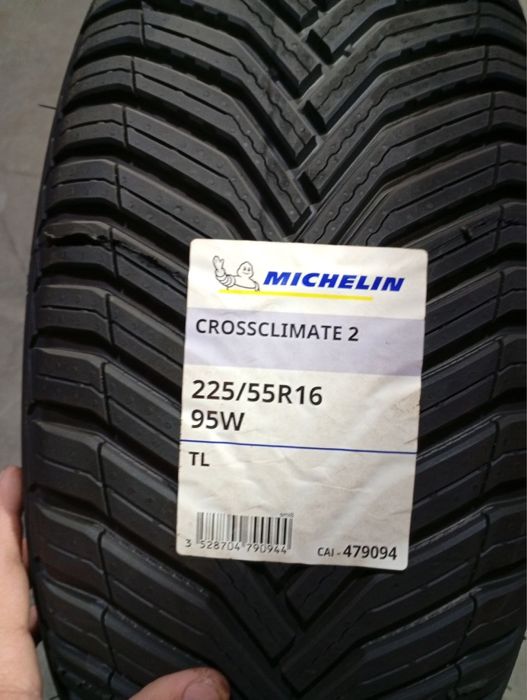 MICHELIN
CROSSCLIMATE 2
225/55R16
95W
TL
3 528704 790944
CAI - 479094